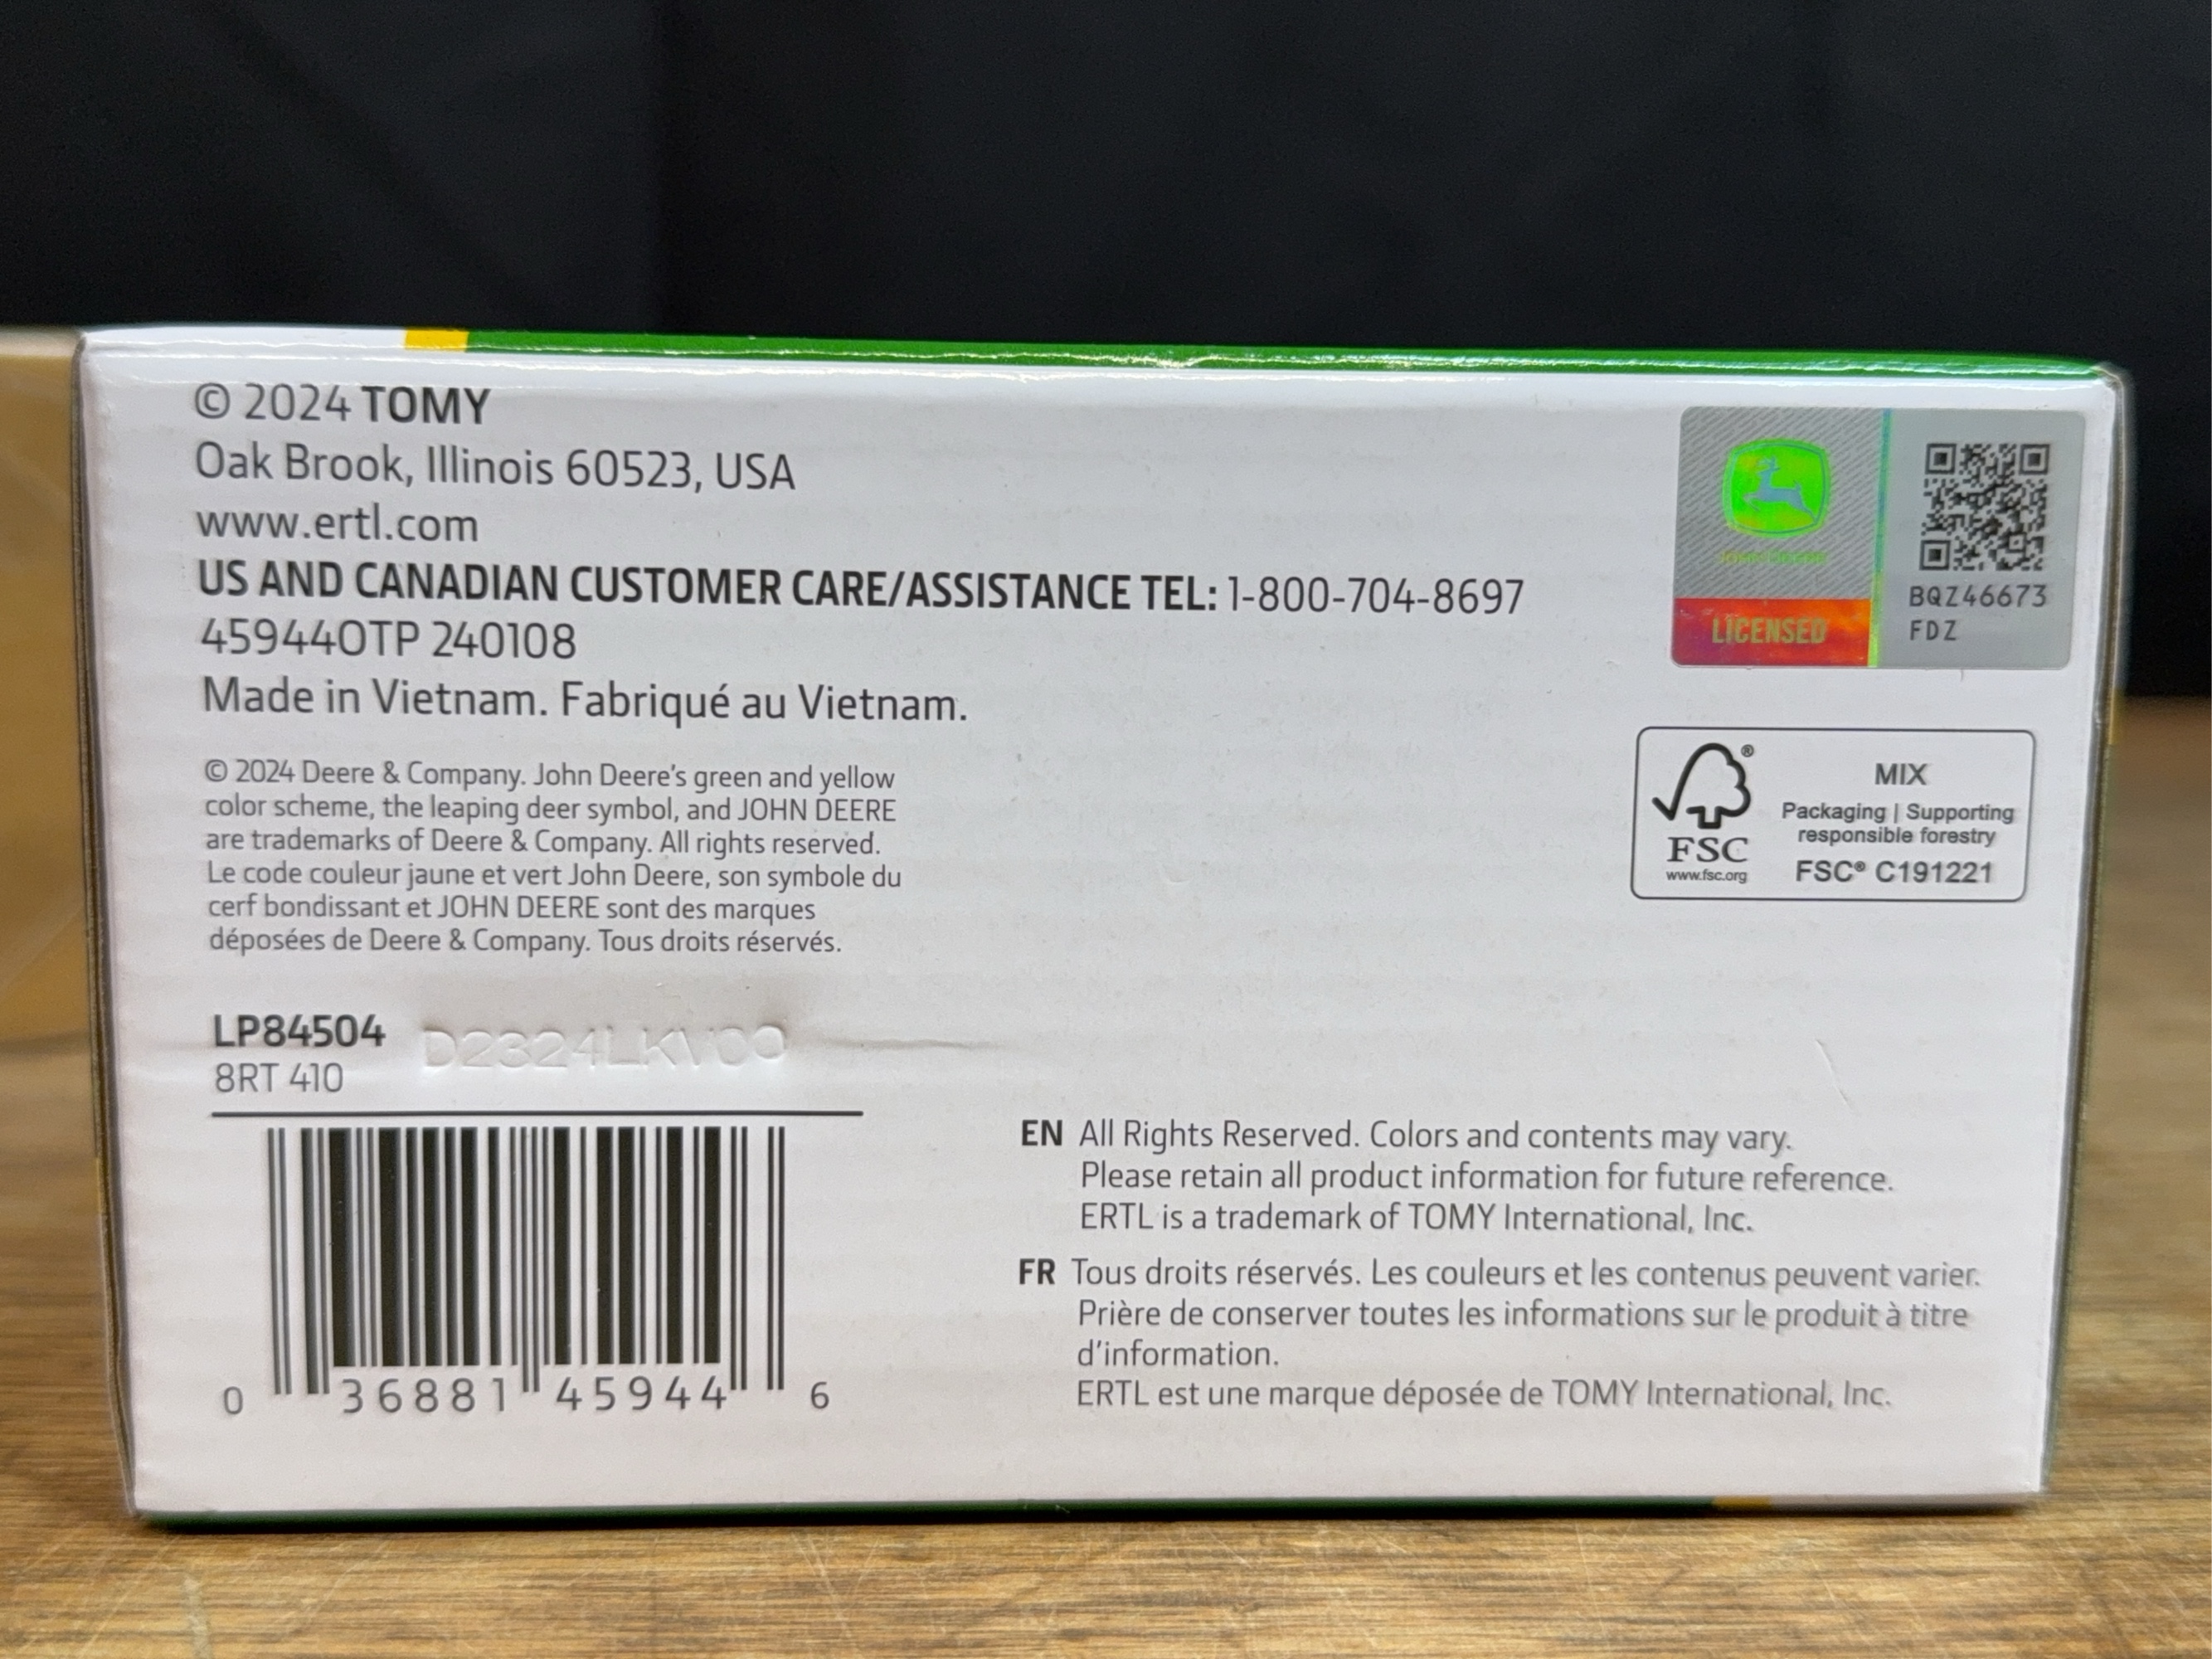 © 2024 TOMY
Oak Brook, Illinois 60523, USA
www.ertl.com
US AND CANADIAN CUSTOMER CARE/ASSISTANCE TEL: 1-800-704-8697
45944OTP 240108
Made in Vietnam. Fabriqué au Vietnam.
© 2024 Deere & Company. John Deere's green and yellow
color scheme, the leaping deer symbol, and JOHN DEERE
are trademarks of Deere & Company. All rights reserved.
Le code couleur jaune et vert John Deere, son symbole du
cerf bondissant et JOHN DEERE sont des marques
déposées de Deere & Company. Tous droits réservés.
John Deere
LICENSED
BQZ46673
FDZ
MIX
Packaging | Supporting
responsible forestry
FSC® C191221
®
FSC
www.fsc.org
LP84504
8RT 410
D2324LKV00
0 36881 45944 6
EN All Rights Reserved. Colors and contents may vary.
Please retain all product information for future reference.
ERTL is a trademark of TOMY International, Inc.
FR Tous droits réservés. Les couleurs et les contenus peuvent varier.
Prière de conserver toutes les informations sur le produit à titre
d'information.
ERTL est une marque déposée de TOMY International, Inc.